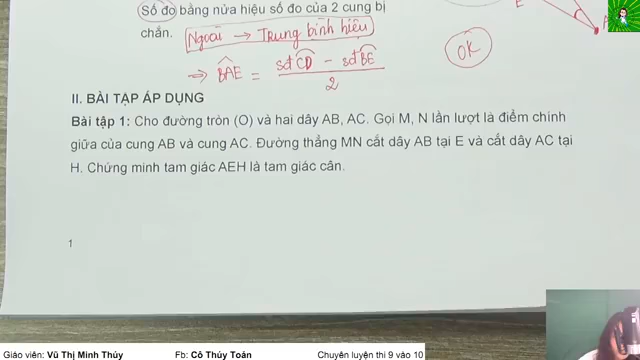 Số đo bằng nửa hiệu số đo của 2 cung bị
chắn.
Ngoài → Trung bình hiệu
⇒ BAE = sđ CD - sđ BE / 2
OK
E
II. BÀI TẬP ÁP DỤNG
Bài tập 1: Cho đường tròn (O) và hai dây AB, AC. Gọi M, N lần lượt là điểm chính
giữa của cung AB và cung AC. Đường thẳng MN cắt dây AB tại E và cắt dây AC tại
H. Chứng minh tam giác AEH là tam giác cân.
1
Giáo viên: Vũ Thị Minh Thúy Fb: Cô Thúy Toán Chuyên luyện thi 9 vào 10